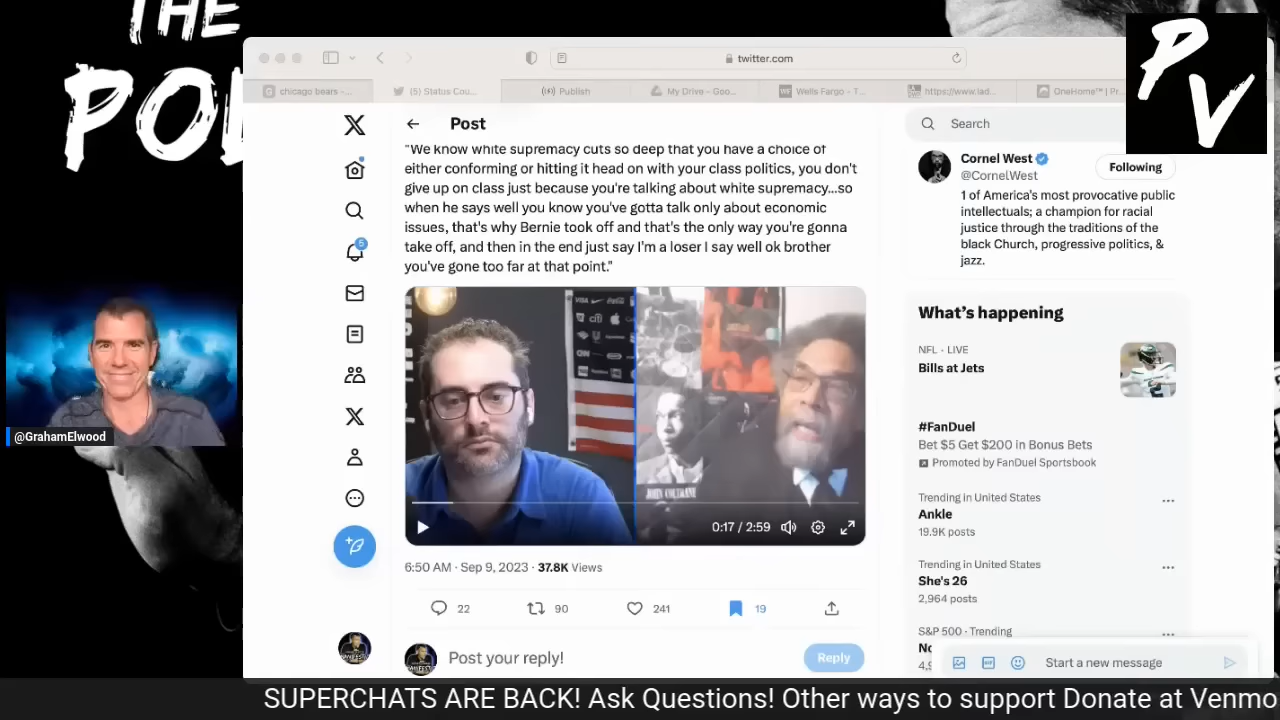 THE
PV
twitter.com
chicago bears -...
(5) Status Cou...
Publish
My Drive – Goo...
WF Wells Fargo - T...
https://www.iad...
OneHome™ | Pr...
Post
Search
"We know white supremacy cuts so deep that you have a choice of
either conforming or hitting it head on with your class politics, you don't
give up on class just because you're talking about white supremacy...so
when he says well you know you've gotta talk only about economic
issues, that's why Bernie took off and that's the only way you're gonna
take off, and then in the end just say I'm a loser I say well ok brother
you've gone too far at that point."
Cornel West
@CornelWest
Following
1 of America's most provocative public
intellectuals; a champion for racial
justice through the traditions of the
black Church, progressive politics, &
jazz.
What's happening
NFL · LIVE
Bills at Jets
#FanDuel
Bet $5 Get $200 in Bonus Bets
Promoted by FanDuel Sportsbook
Trending in United States
Ankle
19.9K posts
Trending in United States
She's 26
2,964 posts
S&P 500 · Trending
5
VISA
CNN
JOHN COLTRANE
0:17 / 2:59
@GrahamElwood
6:50 AM · Sep 9, 2023 · 37.8K Views
22
90
241
19
Post your reply!
Reply
Start a new message
SUPERCHATS ARE BACK! Ask Questions! Other ways to support Donate at Venmo